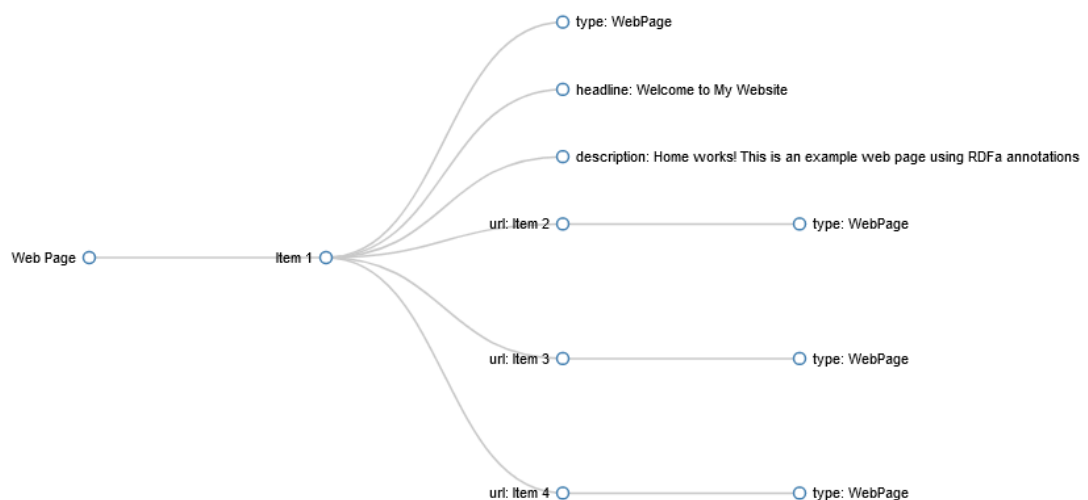 type: WebPage
headline: Welcome to My Website
description: Home works! This is an example web page using RDFa annotations
url: Item 2 type: WebPage
Web Page Item 1
url: Item 3 type: WebPage
url: Item 4 type: WebPage